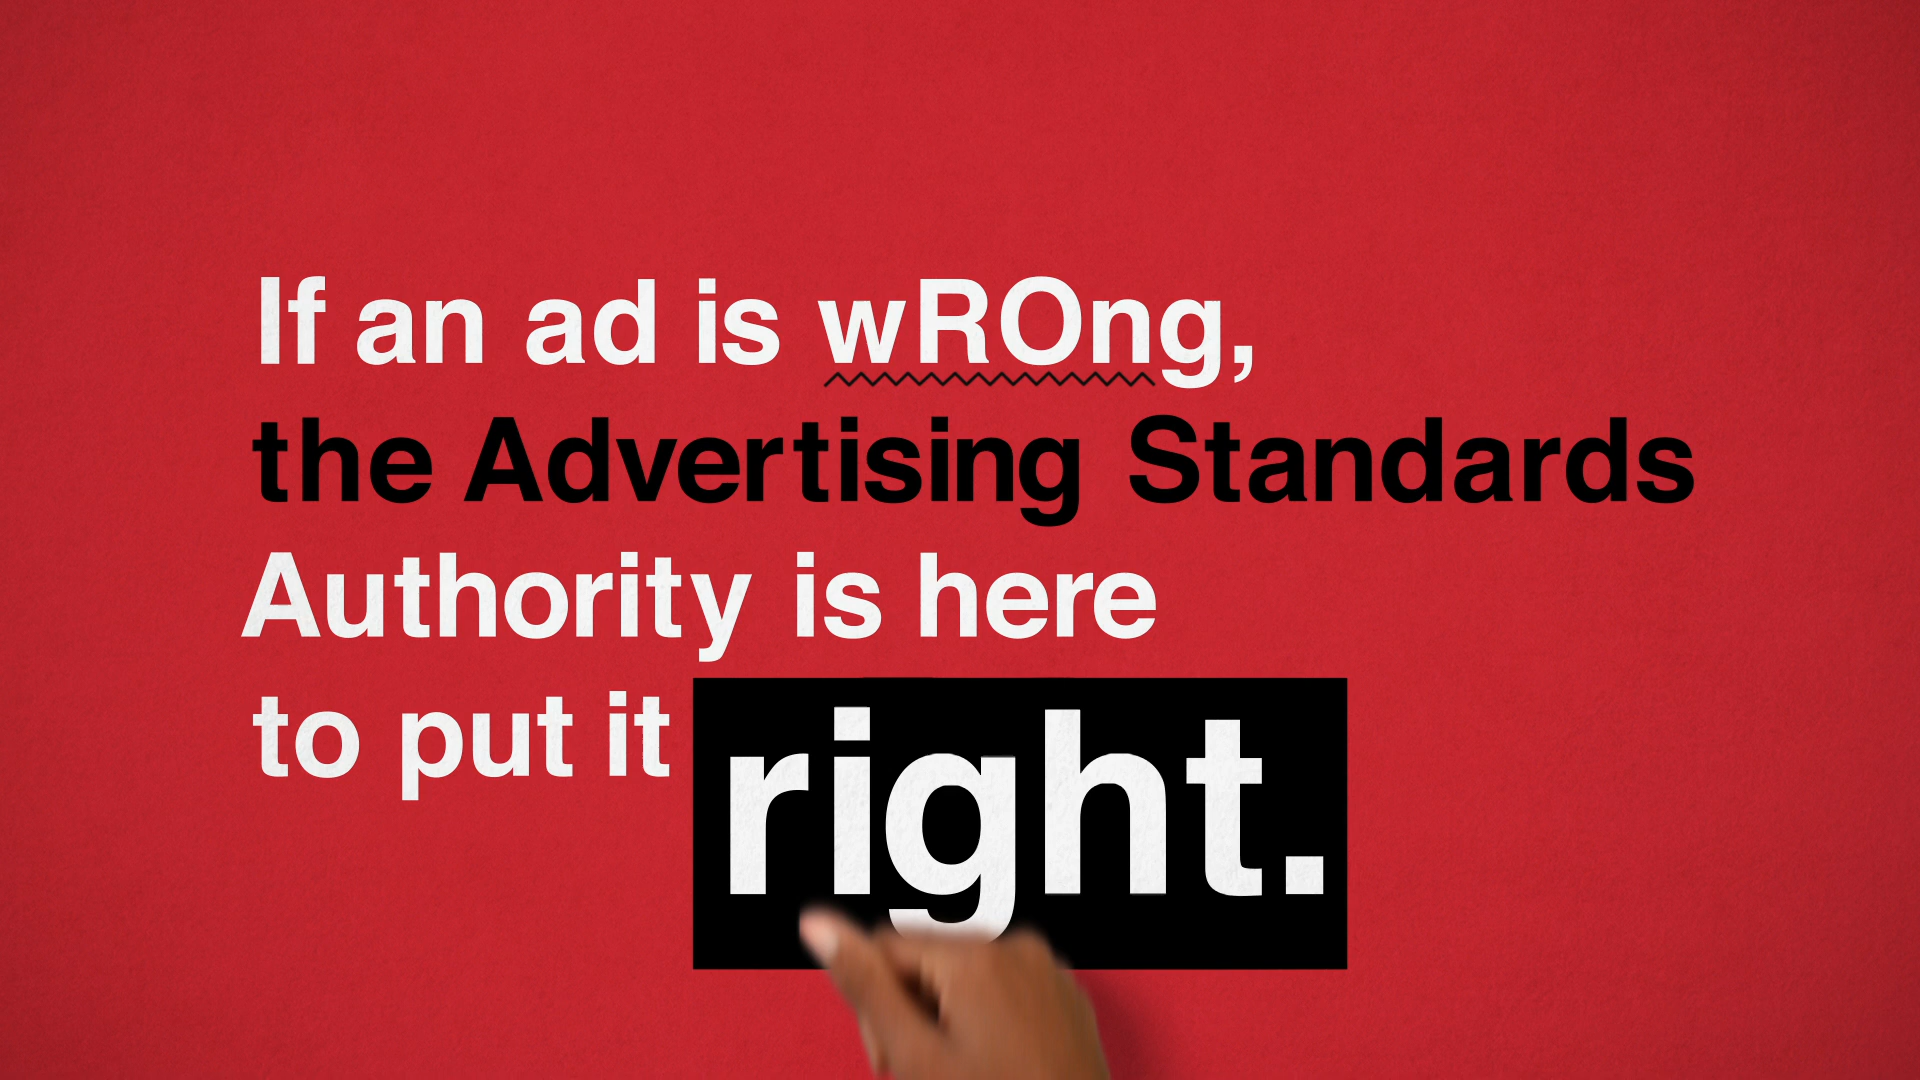 If an ad is wROng,
the Advertising Standards
Authority is here
to put it right.